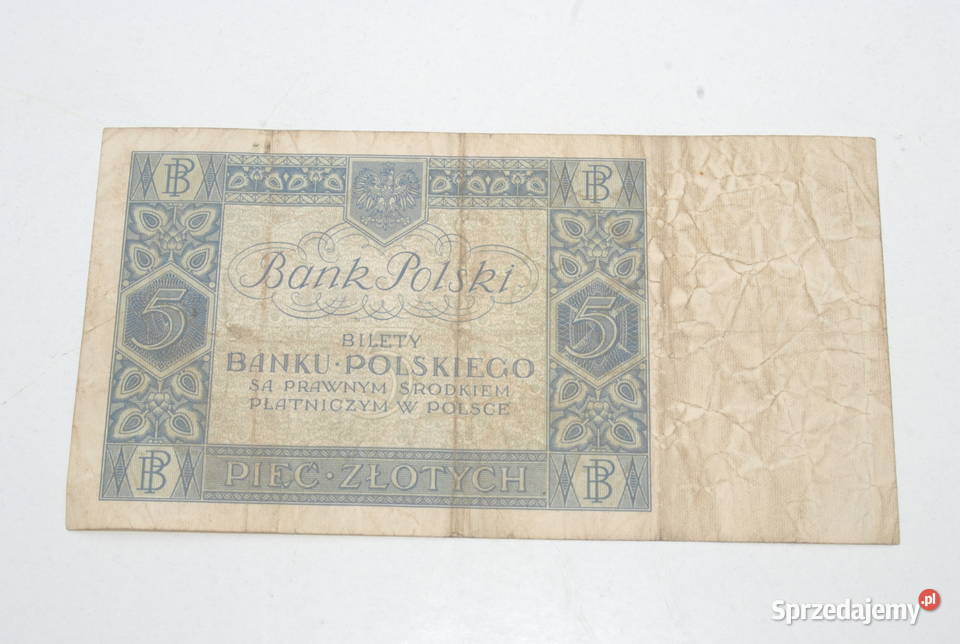 BP BP
Bank Polski
5 5
BILETY
BANKU·POLSKIEGO
SĄ PRAWNYM ŚRODKIEM
PŁATNICZYM W POLSCE
PIĘĆ·ZŁOTYCH
BP BP
Sprzedajemy.pl